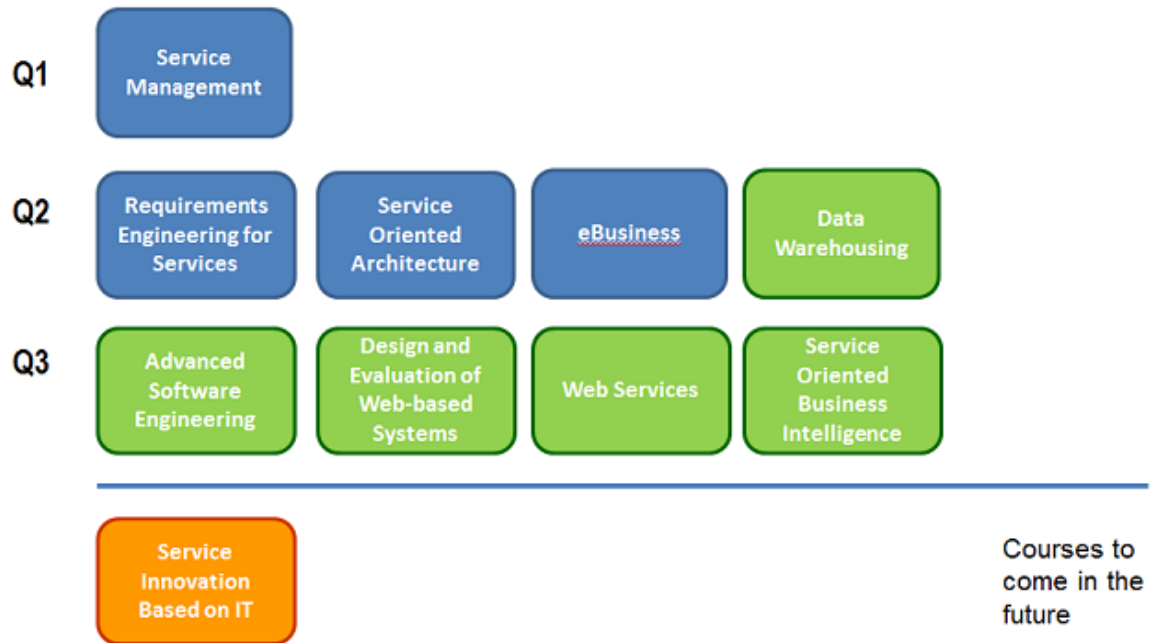 Q1
Service
Management
Q2
Requirements
Engineering for
Services
Service
Oriented
Architecture
eBusiness
Data
Warehousing
Q3
Advanced
Software
Engineering
Design and
Evaluation of
Web-based
Systems
Web Services
Service
Oriented
Business
Intelligence
Service
Innovation
Based on IT
Courses to
come in the
future